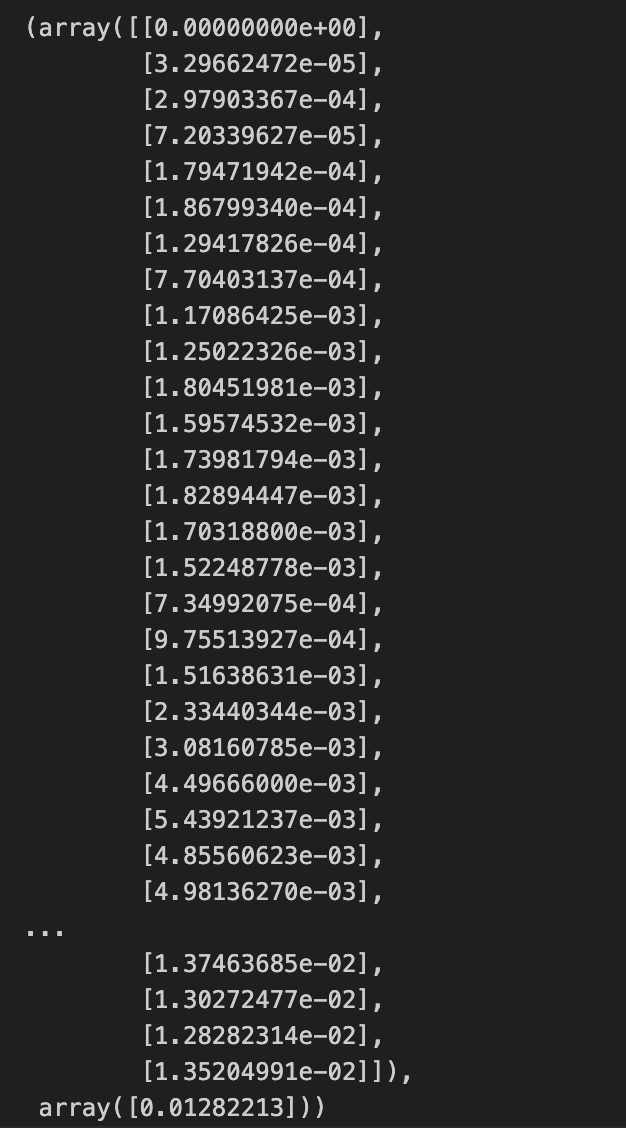 (array([[0.00000000e+00],
[3.29662472e-05],
[2.97903367e-04],
[7.20339627e-05],
[1.79471942e-04],
[1.86799340e-04],
[1.29417826e-04],
[7.70403137e-04],
[1.17086425e-03],
[1.25022326e-03],
[1.80451981e-03],
[1.59574532e-03],
[1.73981794e-03],
[1.82894447e-03],
[1.70318800e-03],
[1.52248778e-03],
[7.34992075e-04],
[9.75513927e-04],
[1.51638631e-03],
[2.33440344e-03],
[3.08160785e-03],
[4.49666000e-03],
[5.43921237e-03],
[4.85560623e-03],
[4.98136270e-03],
...
[1.37463685e-02],
[1.30272477e-02],
[1.28282314e-02],
[1.35204991e-02]]),
array([0.01282213]))